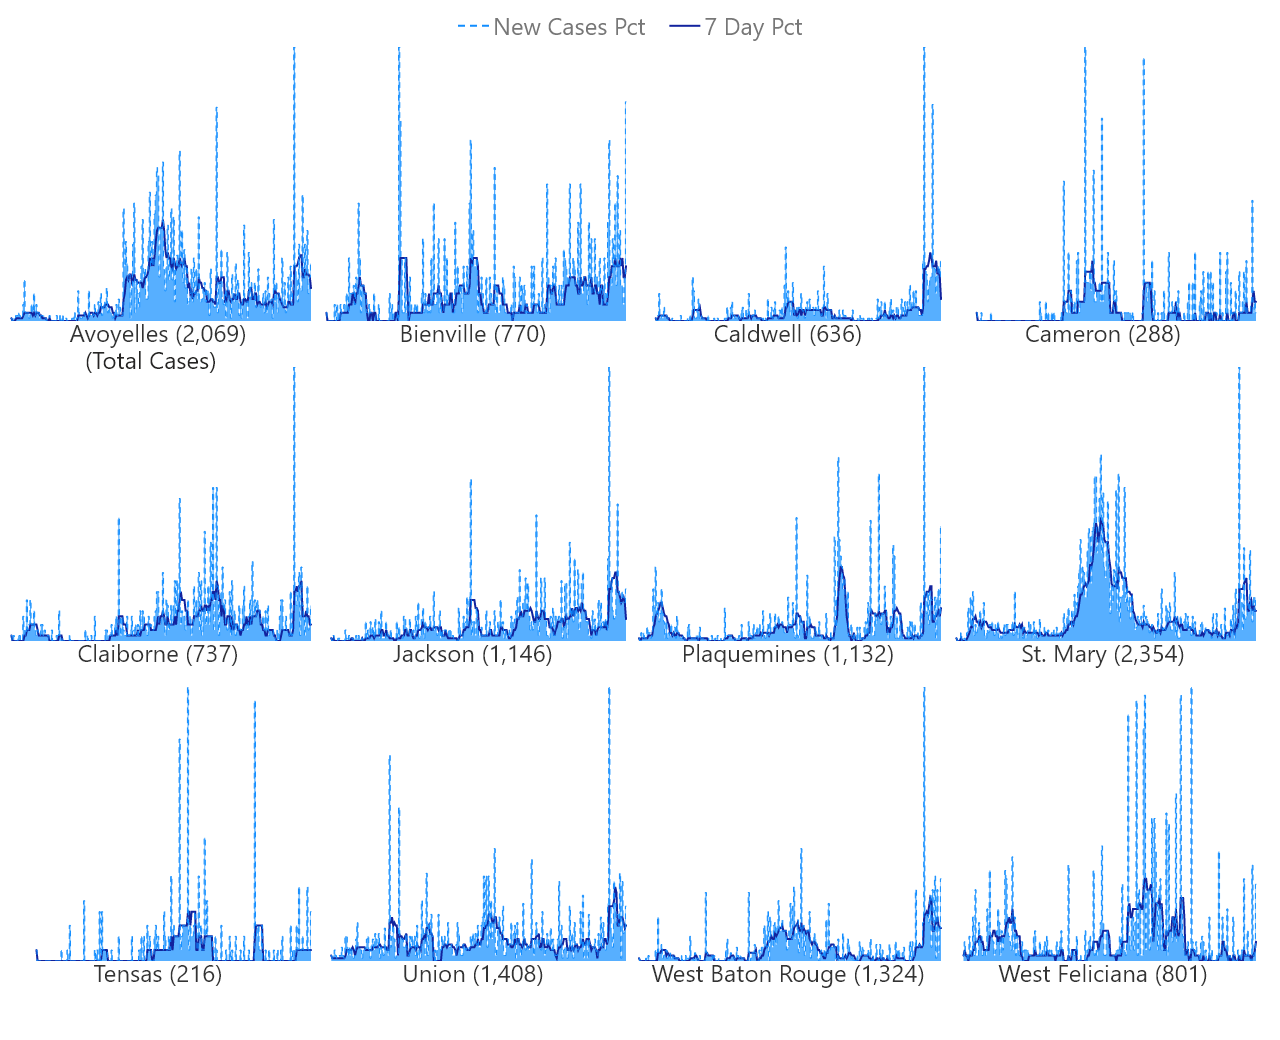 New Cases Pct 7 Day Pct
Avoyelles (2,069) Bienville (770) Caldwell (636) Cameron (288)
(Total Cases)
Claiborne (737) Jackson (1,146) Plaquemines (1,132) St. Mary (2,354)
Tensas (216) Union (1,408) West Baton Rouge (1,324) West Feliciana (801)